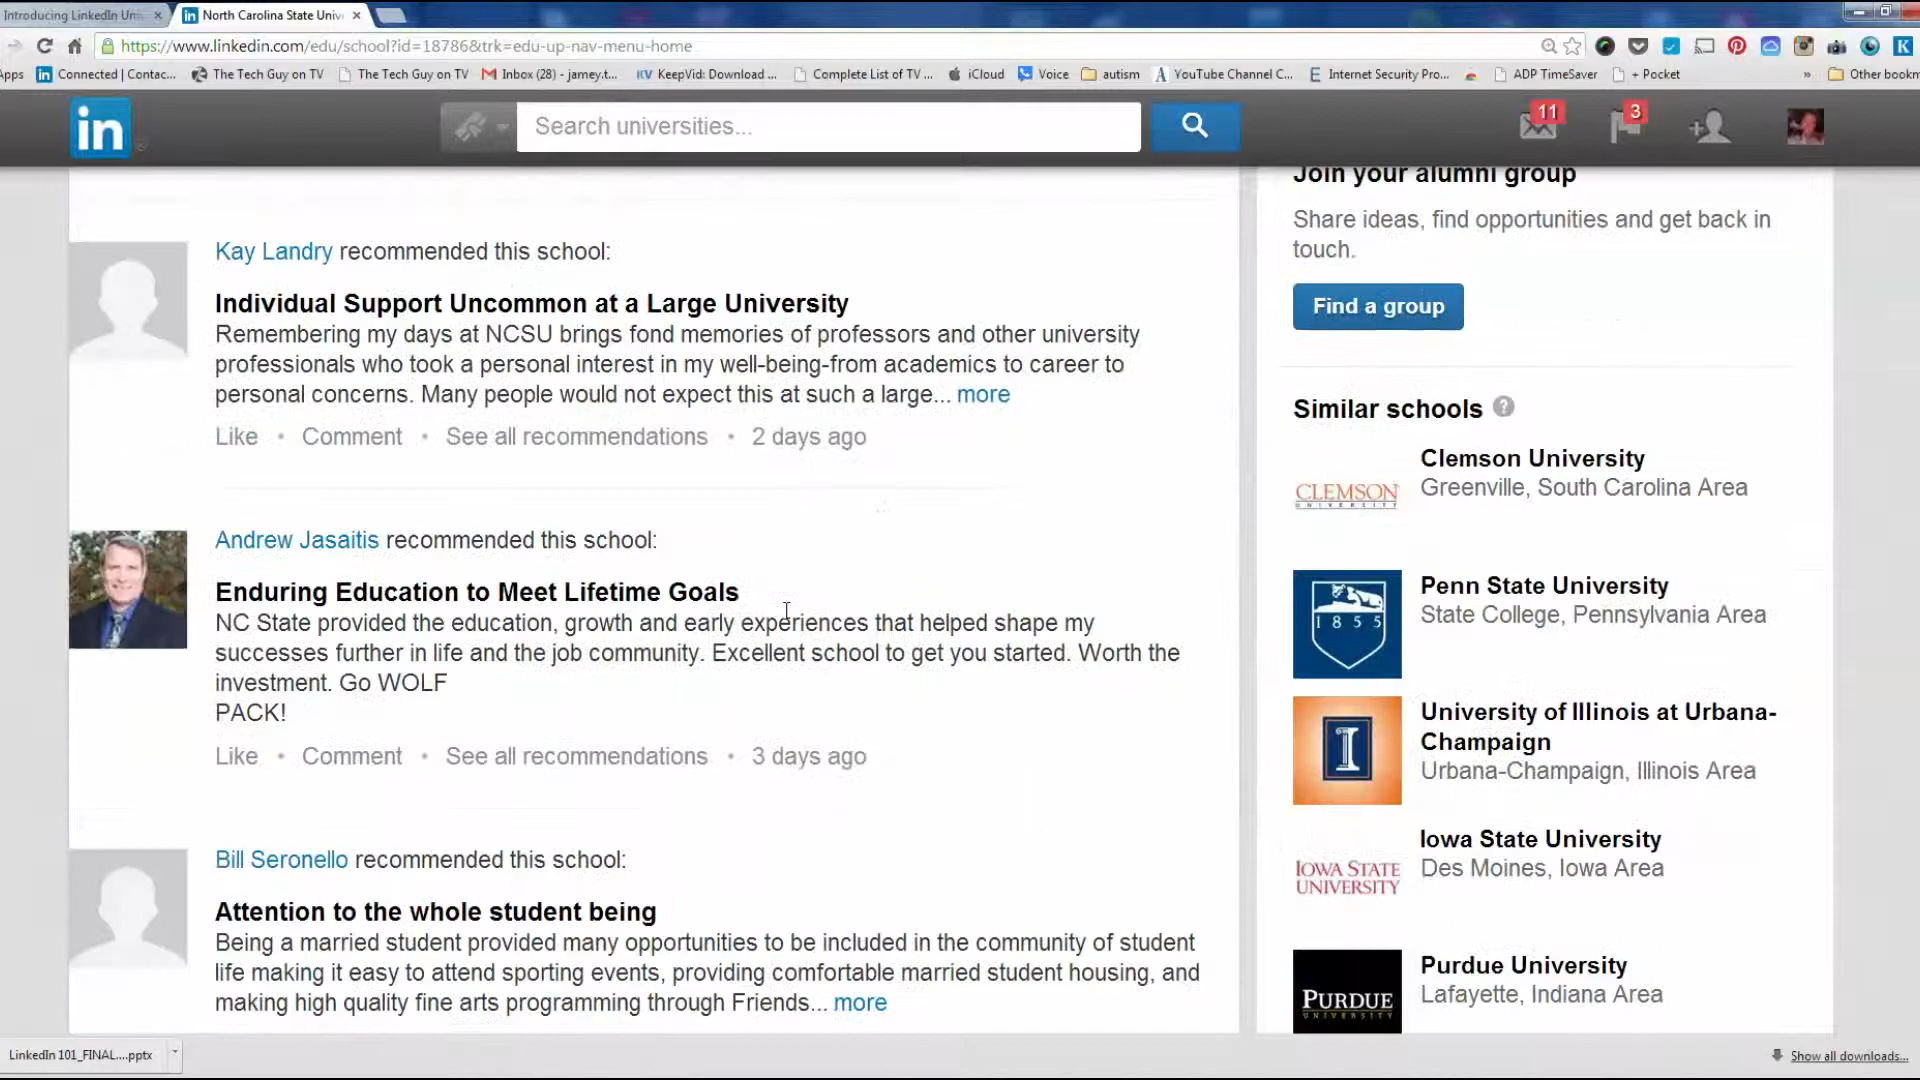 Introducing LinkedIn Uni
North Carolina State Univ
https://www.linkedin.com/edu/school?id=18786&trk=edu-up-nav-menu-home
Apps
Connected | Contac...
The Tech Guy on TV
The Tech Guy on TV
Inbox (28) - jamey.t...
KeepVid: Download ...
Complete List of TV ...
iCloud
Voice
autism
YouTube Channel C...
Internet Security Pro...
ADP TimeSaver
+ Pocket
»
Other bookm
in
Search universities...
11
3
Kay Landry recommended this school:
Individual Support Uncommon at a Large University
Remembering my days at NCSU brings fond memories of professors and other university
professionals who took a personal interest in my well-being-from academics to career to
personal concerns. Many people would not expect this at such a large... more
Like • Comment • See all recommendations • 2 days ago
Andrew Jasaitis recommended this school:
Enduring Education to Meet Lifetime Goals
NC State provided the education, growth and early experiences that helped shape my
successes further in life and the job community. Excellent school to get you started. Worth the
investment. Go WOLF
PACK!
Like • Comment • See all recommendations • 3 days ago
Bill Seronello recommended this school:
Attention to the whole student being
Being a married student provided many opportunities to be included in the community of student
life making it easy to attend sporting events, providing comfortable married student housing, and
making high quality fine arts programming through Friends... more
Join your alumni group
Share ideas, find opportunities and get back in
touch.
Find a group
Similar schools ?
CLEMSON
UNIVERSITY
Clemson University
Greenville, South Carolina Area
1855
Penn State University
State College, Pennsylvania Area
I
University of Illinois at Urbana-
Champaign
Urbana-Champaign, Illinois Area
IOWA STATE
UNIVERSITY
Iowa State University
Des Moines, Iowa Area
PURDUE
UNIVERSITY
Purdue University
Lafayette, Indiana Area
LinkedIn 101_FINAL....pptx
Show all downloads...